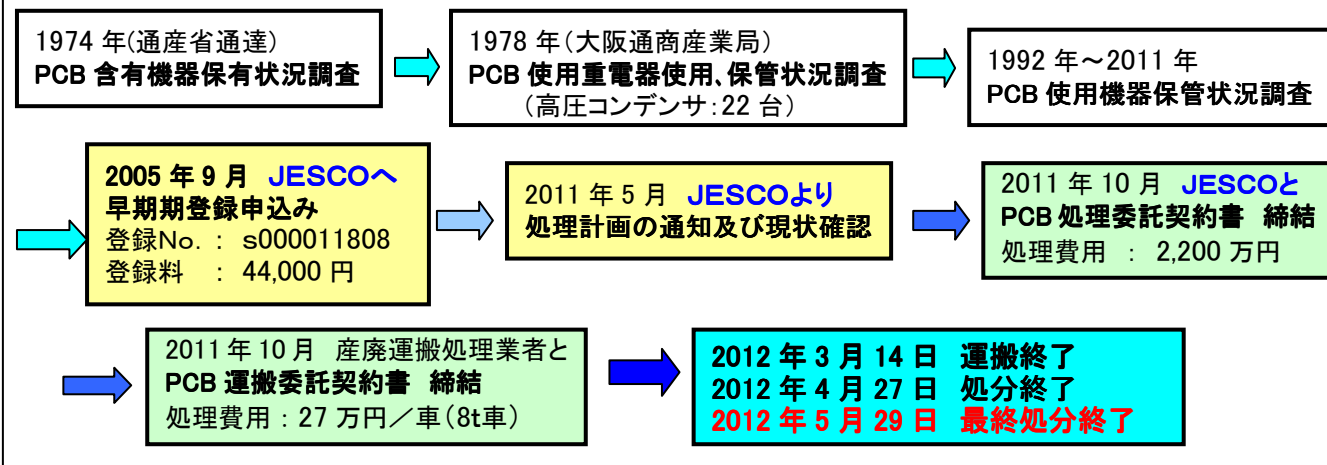 1974 年(通産省通達)
PCB 含有機器保有状況調査
1978 年(大阪通商産業局)
PCB 使用重電器使用、保管状況調査
(高圧コンデンサ:22 台)
1992 年～2011 年
PCB 使用機器保管状況調査
2005 年 9 月 JESCOへ
早期期登録申込み
登録No. : s000011808
登録料 : 44,000 円
2011 年 5 月 JESCOより
処理計画の通知及び現状確認
2011 年 10 月 JESCOと
PCB 処理委託契約書 締結
処理費用 : 2,200 万円
2011 年 10 月 産廃運搬処理業者と
PCB 運搬委託契約書 締結
処理費用 : 27 万円／車(8t車)
2012 年 3 月 14 日 運搬終了
2012 年 4 月 27 日 処分終了
2012 年 5 月 29 日 最終処分終了